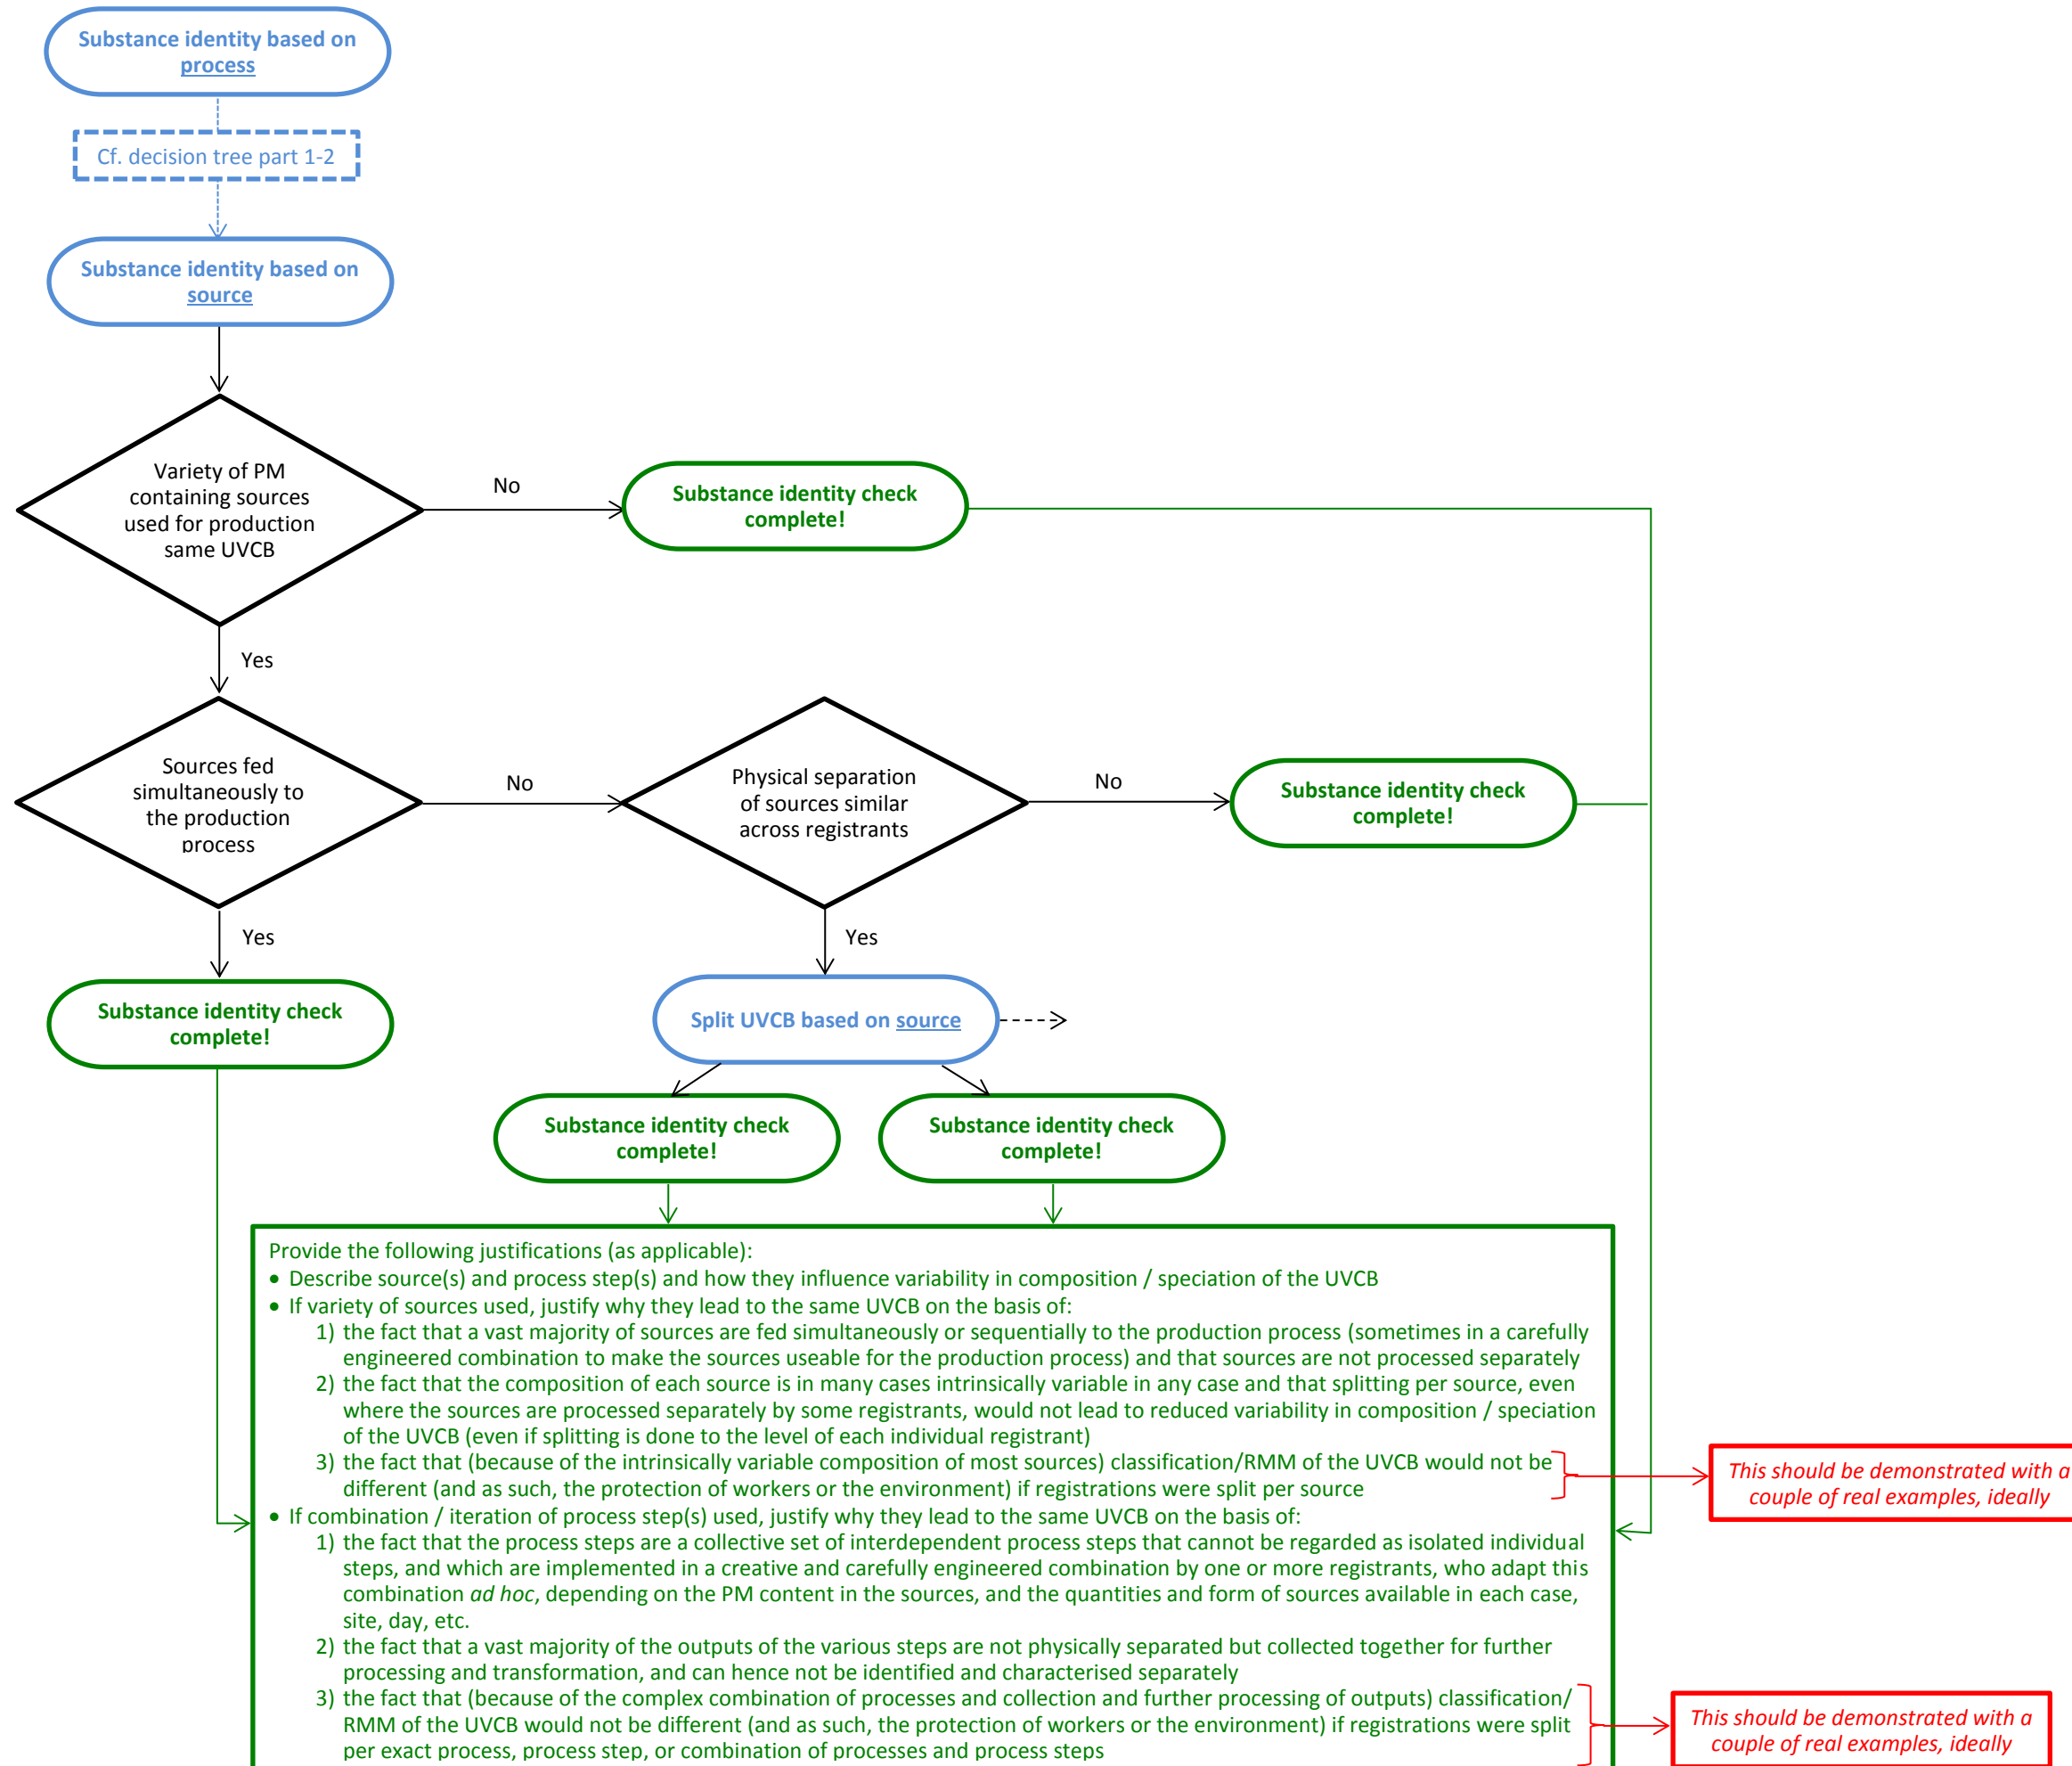 Substance identity based on
process
Cf. decision tree part 1-2
Substance identity based on
source
Variety of PM
containing sources
used for production
same UVCB
No
Substance identity check
complete!
Yes
Sources fed
simultaneously to
the production
process
No
Physical separation
of sources similar
across registrants
No
Substance identity check
complete!
Yes
Yes
Substance identity check
complete!
Split UVCB based on source
Substance identity check
complete!
Substance identity check
complete!
Provide the following justifications (as applicable):
• Describe source(s) and process step(s) and how they influence variability in composition / speciation of the UVCB
• If variety of sources used, justify why they lead to the same UVCB on the basis of:
1) the fact that a vast majority of sources are fed simultaneously or sequentially to the production process (sometimes in a carefully
engineered combination to make the sources useable for the production process) and that sources are not processed separately
2) the fact that the composition of each source is in many cases intrinsically variable in any case and that splitting per source, even
where the sources are processed separately by some registrants, would not lead to reduced variability in composition / speciation
of the UVCB (even if splitting is done to the level of each individual registrant)
3) the fact that (because of the intrinsically variable composition of most sources) classification/RMM of the UVCB would not be
different (and as such, the protection of workers or the environment) if registrations were split per source
This should be demonstrated with a
couple of real examples, ideally
• If combination / iteration of process step(s) used, justify why they lead to the same UVCB on the basis of:
1) the fact that the process steps are a collective set of interdependent process steps that cannot be regarded as isolated individual
steps, and which are implemented in a creative and carefully engineered combination by one or more registrants, who adapt this
combination ad hoc, depending on the PM content in the sources, and the quantities and form of sources available in each case,
site, day, etc.
2) the fact that a vast majority of the outputs of the various steps are not physically separated but collected together for further
processing and transformation, and can hence not be identified and characterised separately
3) the fact that (because of the complex combination of processes and collection and further processing of outputs) classification/
RMM of the UVCB would not be different (and as such, the protection of workers or the environment) if registrations were split
per exact process, process step, or combination of processes and process steps
This should be demonstrated with a
couple of real examples, ideally